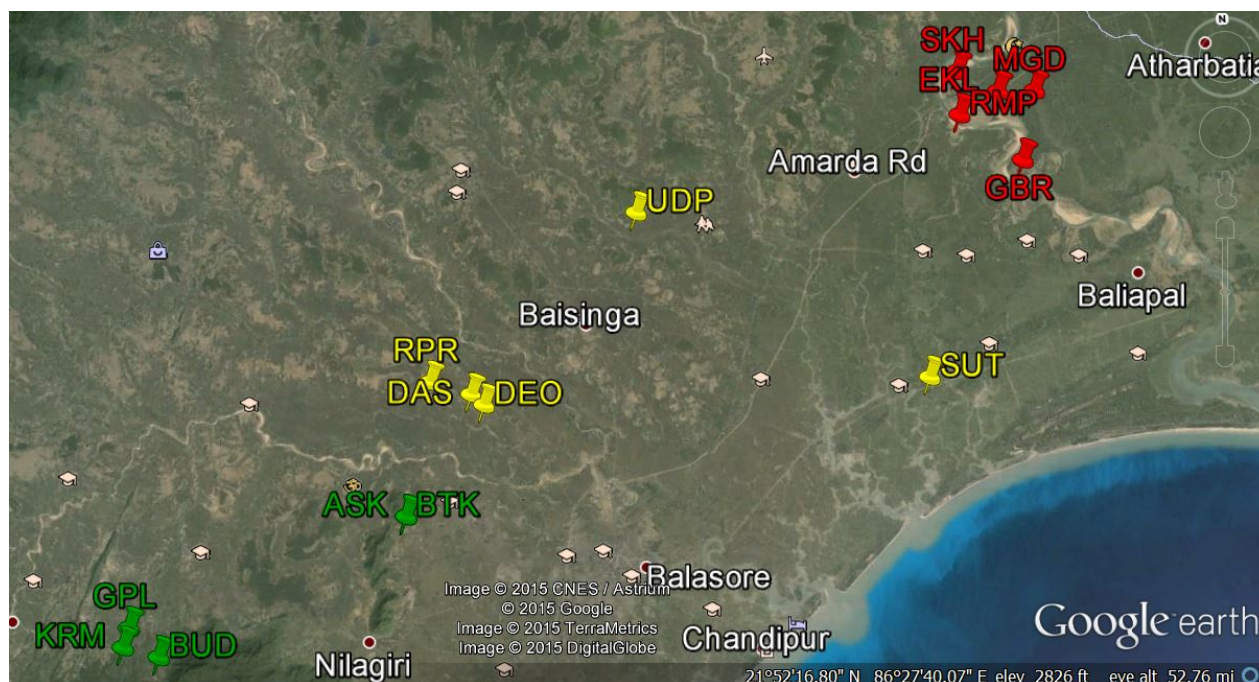 N
SKH
MGD
Atharbatia
EKL
RMP
Amarda Rd
GBR
UDP
Baliapal
Baisinga
RPR
SUT
DAS
DEO
ASK
BTK
Balasore
Image © 2015 CNES / Astrium
© 2015 Google
Image © 2015 TerraMetrics
Image © 2015 DigitalGlobe
GPL
KRM
BUD
Nilagiri
Chandipur
Google earth
21°52'16.80" N 86°27'40.07" E elev 2826 ft eye alt 52.76 mi